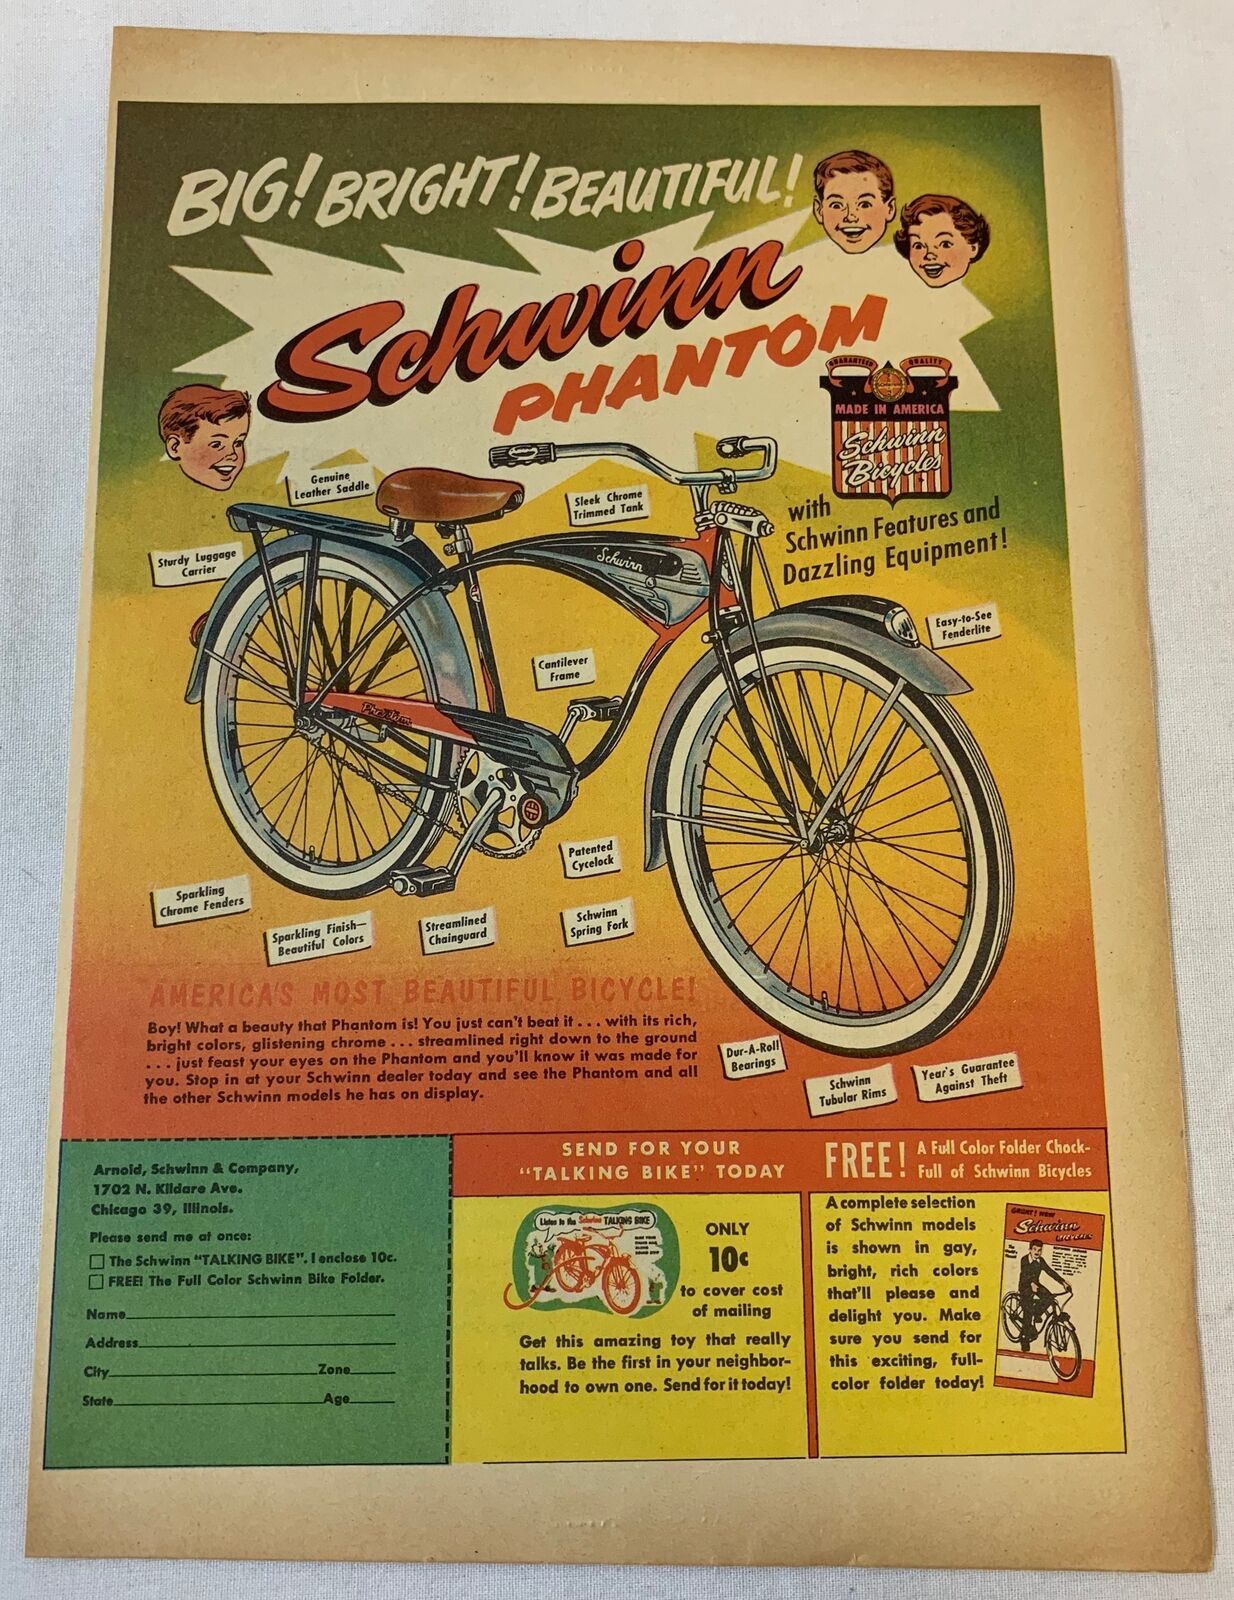 BIG! BRIGHT! BEAUTIFUL!
Schwinn
PHANTOM
GUARANTEED QUALITY
MADE IN AMERICA
Schwinn
Bicycles
with
Schwinn Features and
Dazzling Equipment!
Genuine
Leather Saddle
Sleek Chrome
Trimmed Tank
Sturdy Luggage
Carrier
Schwinn
Easy-to-See
Fenderlite
Cantilever
Frame
Phantom
Patented
Cycelock
Sparkling
Chrome Fenders
Sparkling Finish—
Beautiful Colors
Streamlined
Chainguard
Schwinn
Spring Fork
AMERICA'S MOST BEAUTIFUL BICYCLE!
Boy! What a beauty that Phantom is! You just can't beat it . . . with its rich,
bright colors, glistening chrome . . . streamlined right down to the ground
. . . just feast your eyes on the Phantom and you'll know it was made for
you. Stop in at your Schwinn dealer today and see the Phantom and all
the other Schwinn models he has on display.
Dur-A-Roll
Bearings
Schwinn
Tubular Rims
Year's Guarantee
Against Theft
Arnold, Schwinn & Company,
1702 N. Kildare Ave.
Chicago 39, Illinois.
Please send me at once:
The Schwinn "TALKING BIKE". I enclose 10c.
FREE! The Full Color Schwinn Bike Folder.
Name
Address
City Zone
State Age
SEND FOR YOUR
"TALKING BIKE" TODAY
Listen to the Schwinn TALKING BIKE
ONLY
10¢
to cover cost
of mailing
Get this amazing toy that really
talks. Be the first in your neighbor-
hood to own one. Send for it today!
FREE! A Full Color Folder Chock-
Full of Schwinn Bicycles
A complete selection
of Schwinn models
is shown in gay,
bright, rich colors
that'll please and
delight you. Make
sure you send for
this exciting, full-
color folder today!
GREAT! NEW
Schwinn
BICYCLES